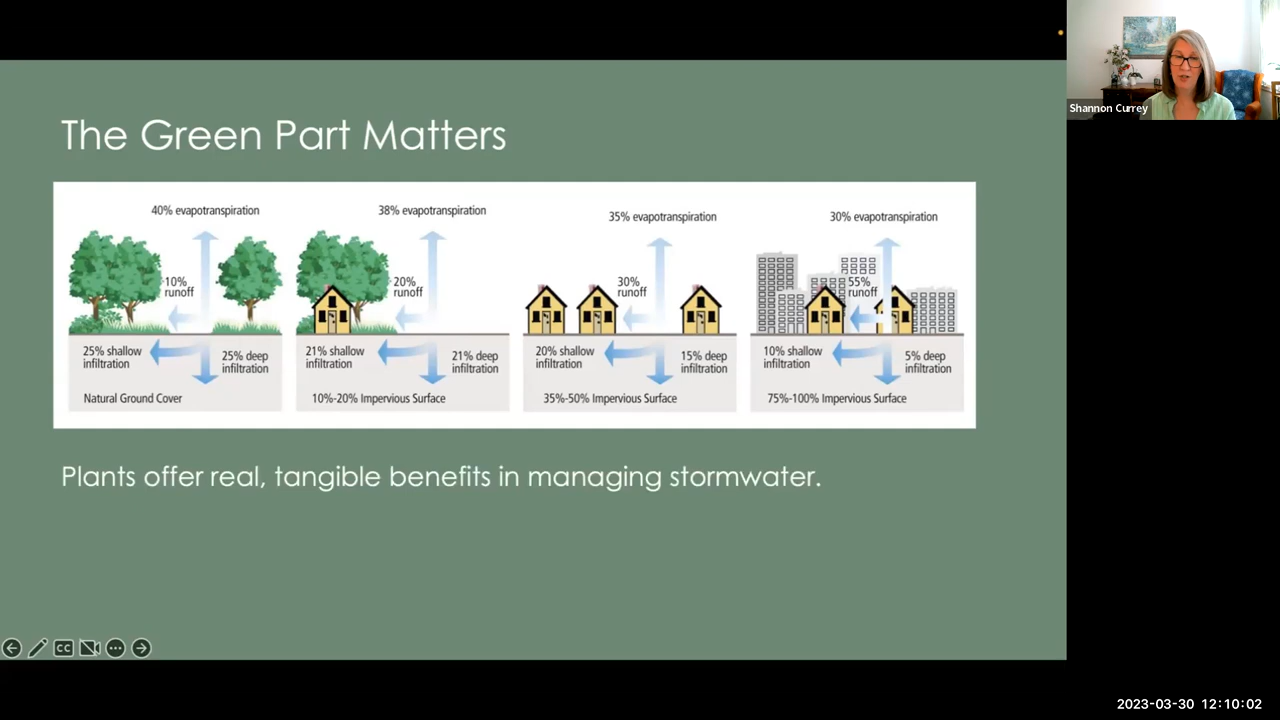 Shannon Currey
The Green Part Matters
40% evapotranspiration
10%
runoff
25% shallow
infiltration
25% deep
infiltration
Natural Ground Cover
38% evapotranspiration
20%
runoff
21% shallow
infiltration
21% deep
infiltration
10%-20% Impervious Surface
35% evapotranspiration
30%
runoff
20% shallow
infiltration
15% deep
infiltration
35%-50% Impervious Surface
30% evapotranspiration
55%
runoff
10% shallow
infiltration
5% deep
infiltration
75%-100% Impervious Surface
Plants offer real, tangible benefits in managing stormwater.
CC
2023-03-30 12:10:02